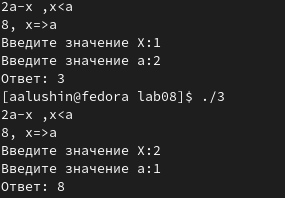 2a-x ,x<a
8, x=>a
Введите значение X:1
Введите значение a:2
Ответ: 3
[aalushin@fedora lab08]$ ./3
2a-x ,x<a
8, x=>a
Введите значение X:2
Введите значение a:1
Ответ: 8